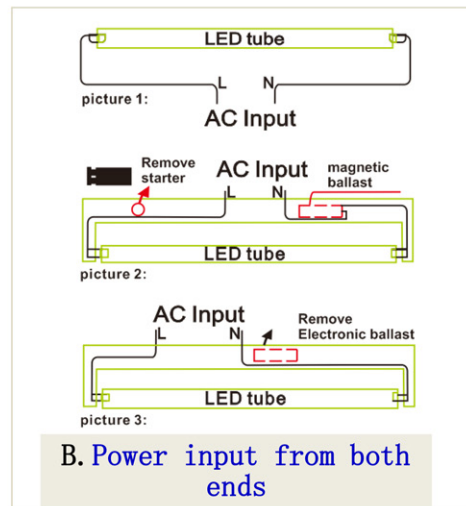 LED tube
L N
picture 1:
AC Input
Remove
starter
AC Input
L N
magnetic
ballast
LED tube
picture 2:
AC Input
L N
Remove
Electronic ballast
LED tube
picture 3:
B. Power input from both
ends